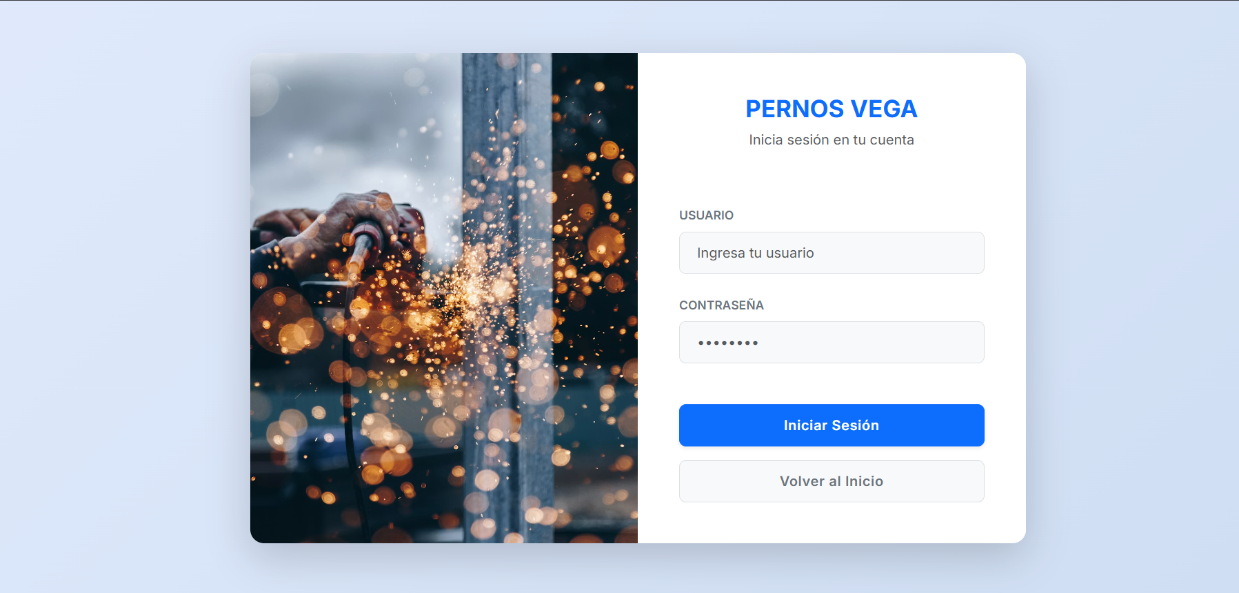 PERNOS VEGA
Inicia sesión en tu cuenta
USUARIO
Ingresa tu usuario
CONTRASEÑA
••••••••
Iniciar Sesión
Volver al Inicio